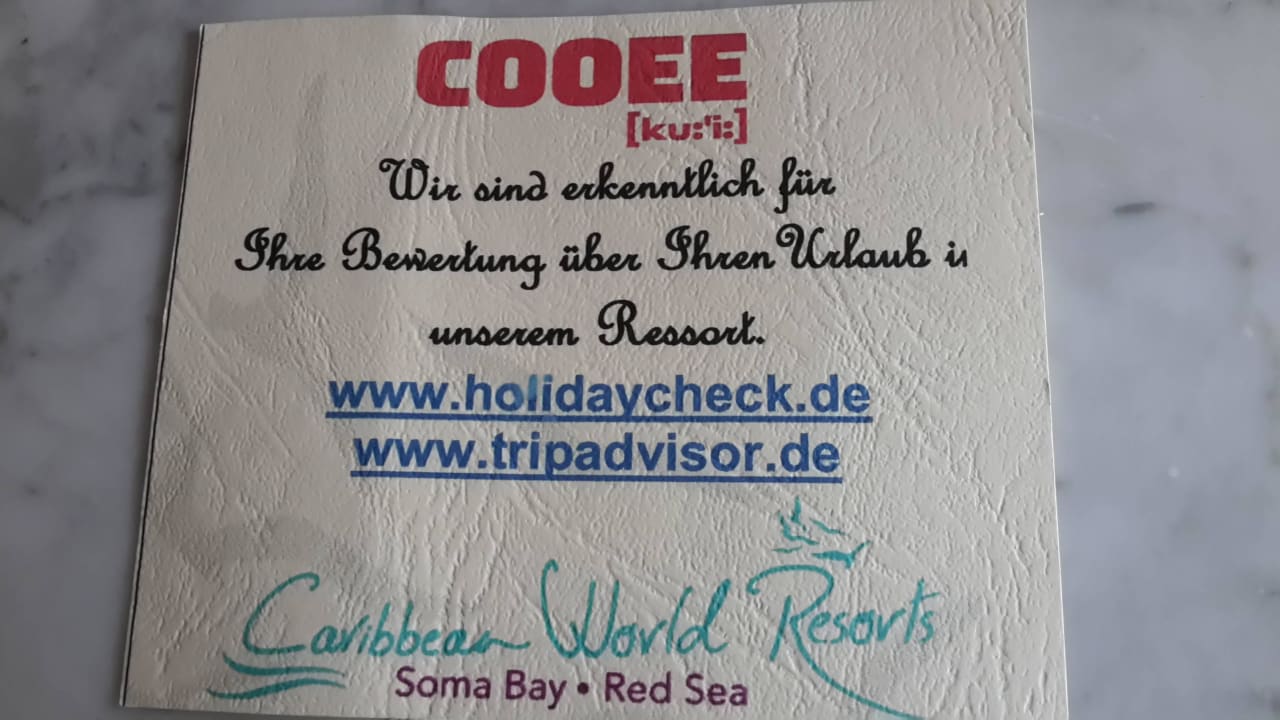 COOEE
[ku:'i:]
Wir sind erkenntlich für
Ihre Bewertung über Ihren Urlaub
unserem Ressort.
www.holidaycheck.de
www.tripadvisor.de
Caribbean World Resorts
Soma Bay • Red Sea